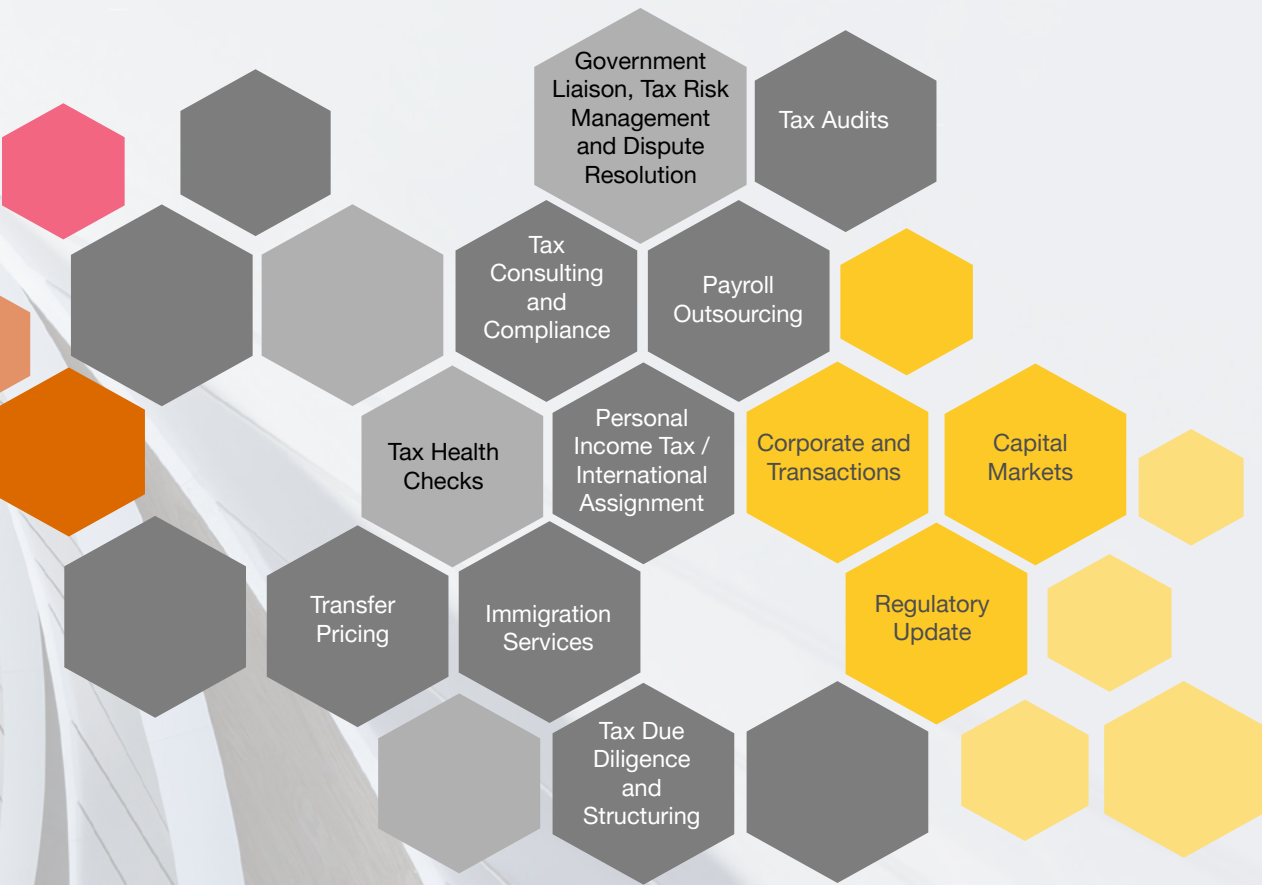 Government
Liaison, Tax Risk
Management
and Dispute
Resolution
Tax Audits
Tax
Consulting
and
Compliance
Payroll
Outsourcing
Tax Health
Checks
Personal
Income Tax /
International
Assignment
Corporate and
Transactions
Capital
Markets
Transfer
Pricing
Immigration
Services
Regulatory
Update
Tax Due
Diligence
and
Structuring